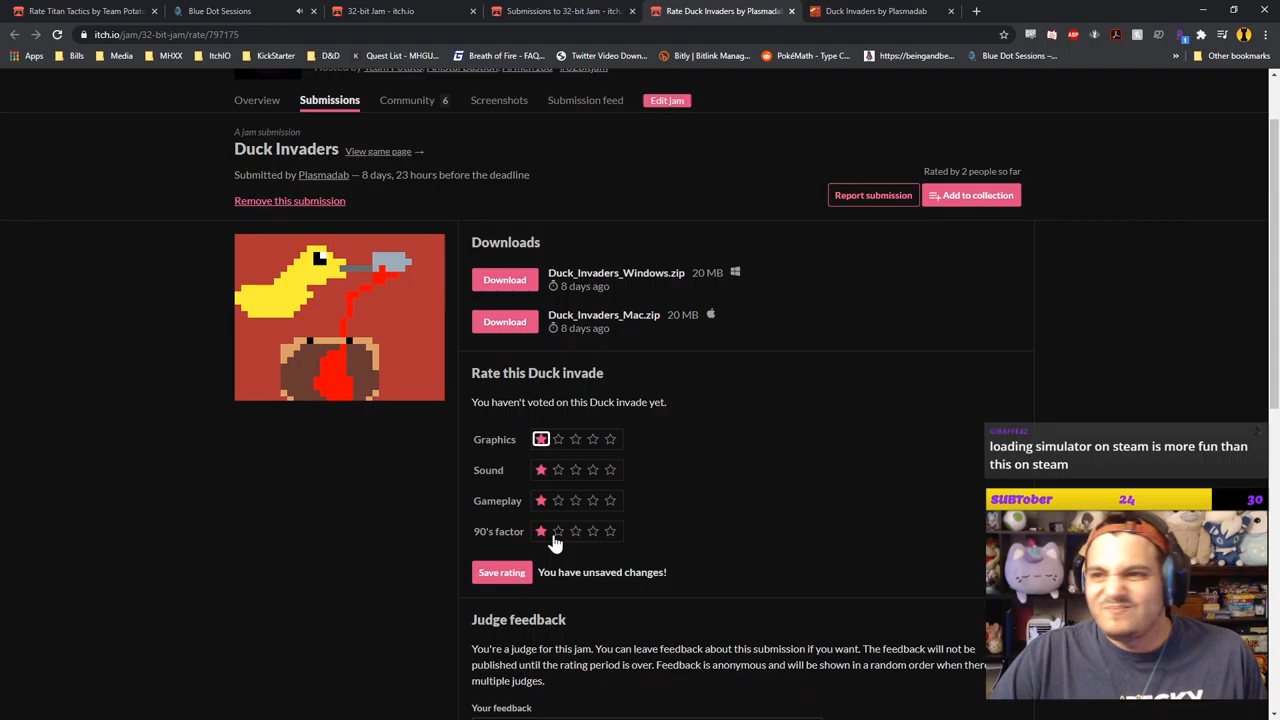 Rate Titan Tactics by Team Potato
Blue Dot Sessions
32-bit Jam - itch.io
Submissions to 32-bit Jam - itch.i
Rate Duck Invaders by Plasmadab
Duck Invaders by Plasmadab
itch.io/jam/32-bit-jam/rate/797175
Apps
Bills
Media
MHXX
ItchIO
KickStarter
D&D
Quest List - MHGU...
Breath of Fire - FAQ...
Twitter Video Down...
Bitly | Bitlink Manag...
PokéMath - Type C...
https://beingandbe...
Blue Dot Sessions –...
»
Other bookmarks
Overview
Submissions
Community 6
Screenshots
Submission feed
Edit jam
A jam submission
Duck Invaders View game page →
Submitted by Plasmadab — 8 days, 23 hours before the deadline
Rated by 2 people so far
Remove this submission
Report submission
Add to collection
Downloads
Download
Duck_Invaders_Windows.zip 20 MB
8 days ago
Download
Duck_Invaders_Mac.zip 20 MB
8 days ago
Rate this Duck invade
You haven't voted on this Duck invade yet.
Graphics
Sound
Gameplay
90's factor
Save rating You have unsaved changes!
Judge feedback
You're a judge for this jam. You can leave feedback about this submission if you want. The feedback will not be
published until the rating period is over. Feedback is anonymous and will be shown in a random order when there
multiple judges.
Your feedback
GIRAFFE42
loading simulator on steam is more fun than
this on steam
SUBTober 24 30